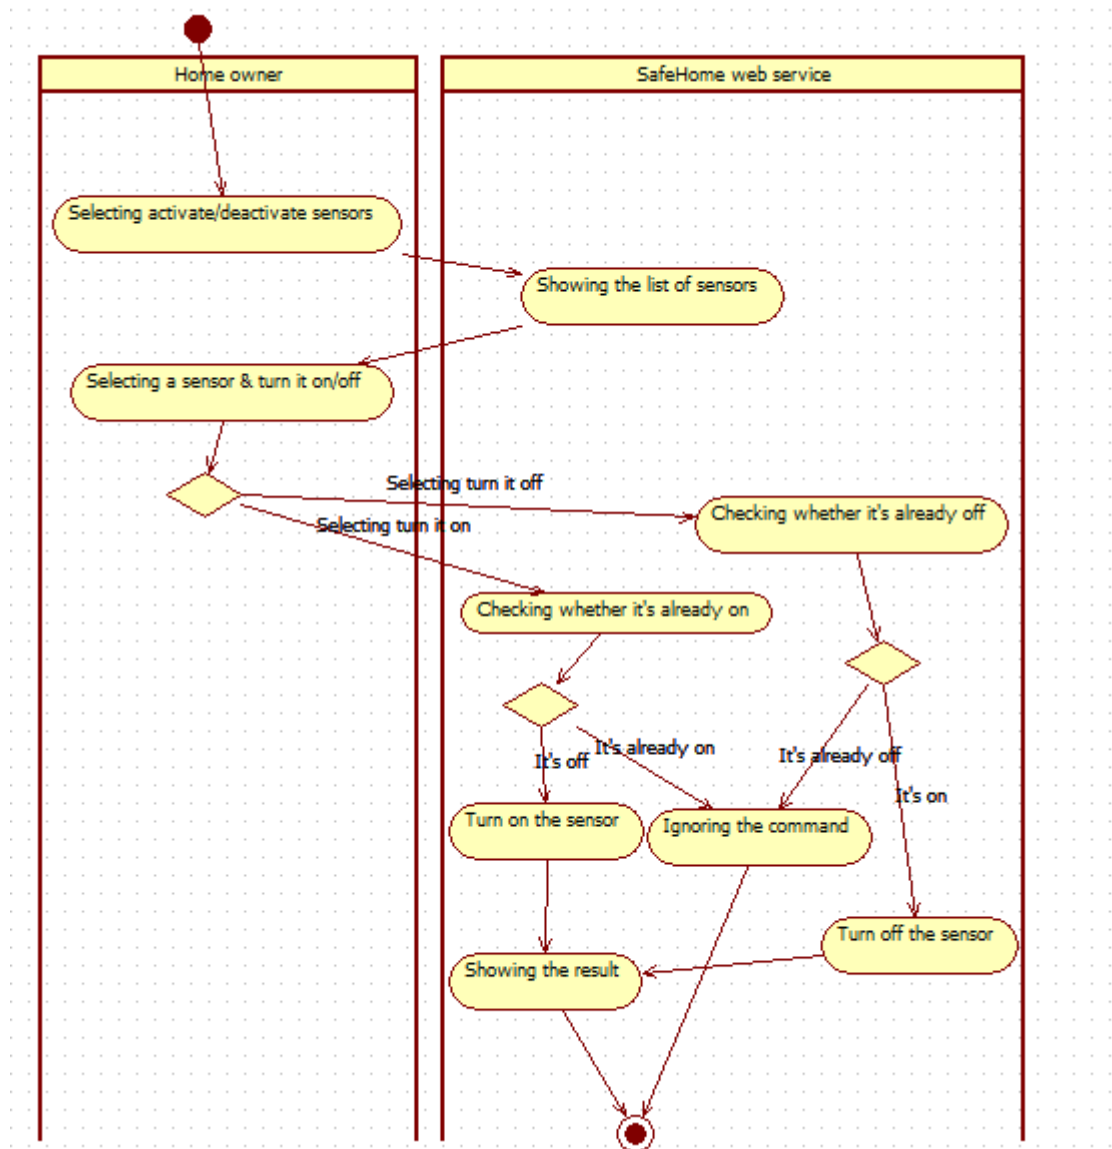 Home owner
SafeHome web service
Selecting activate/deactivate sensors
Showing the list of sensors
Selecting a sensor & turn it on/off
Selecting turn it off
Checking whether it's already off
Selecting turn it on
Checking whether it's already on
It's already on
It's already off
It's off
It's on
Turn on the sensor
Ignoring the command
Turn off the sensor
Showing the result